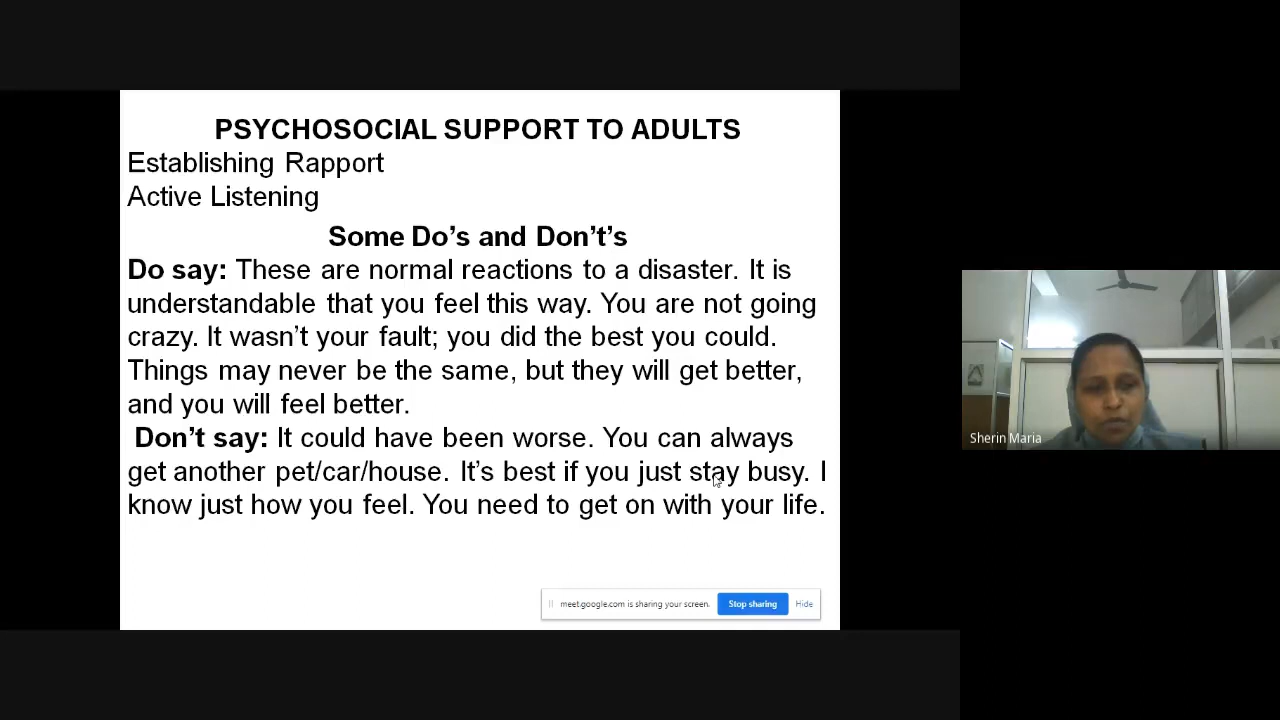 PSYCHOSOCIAL SUPPORT TO ADULTS
Establishing Rapport
Active Listening
Some Do’s and Don’t’s
Do say: These are normal reactions to a disaster. It is
understandable that you feel this way. You are not going
crazy. It wasn’t your fault; you did the best you could.
Things may never be the same, but they will get better,
and you will feel better.
Don’t say: It could have been worse. You can always
get another pet/car/house. It’s best if you just stay busy. I
know just how you feel. You need to get on with your life.
meet.google.com is sharing your screen. Stop sharing Hide
Sherin Maria